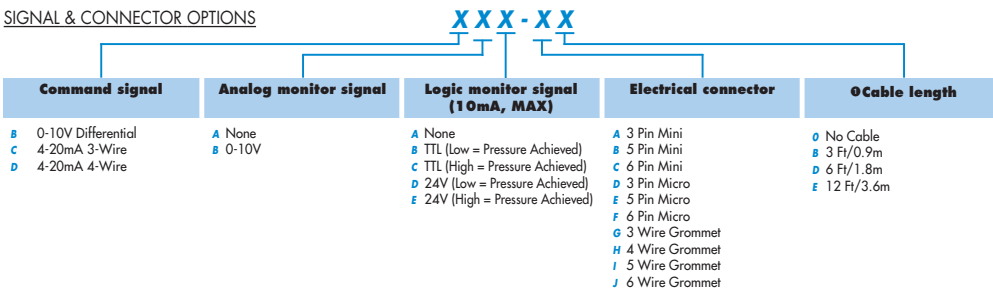 SIGNAL & CONNECTOR OPTIONS
X X X - X X
Command signal
B 0-10V Differential
C 4-20mA 3-Wire
D 4-20mA 4-Wire
Analog monitor signal
A None
B 0-10V
Logic monitor signal
(10mA, MAX)
A None
B TTL (Low = Pressure Achieved)
C TTL (High = Pressure Achieved)
D 24V (Low = Pressure Achieved)
E 24V (High = Pressure Achieved)
Electrical connector
A 3 Pin Mini
B 5 Pin Mini
C 6 Pin Mini
D 3 Pin Micro
E 5 Pin Micro
F 6 Pin Micro
G 3 Wire Grommet
H 4 Wire Grommet
I 5 Wire Grommet
J 6 Wire Grommet
❶Cable length
0 No Cable
B 3 Ft/0.9m
D 6 Ft/1.8m
E 12 Ft/3.6m